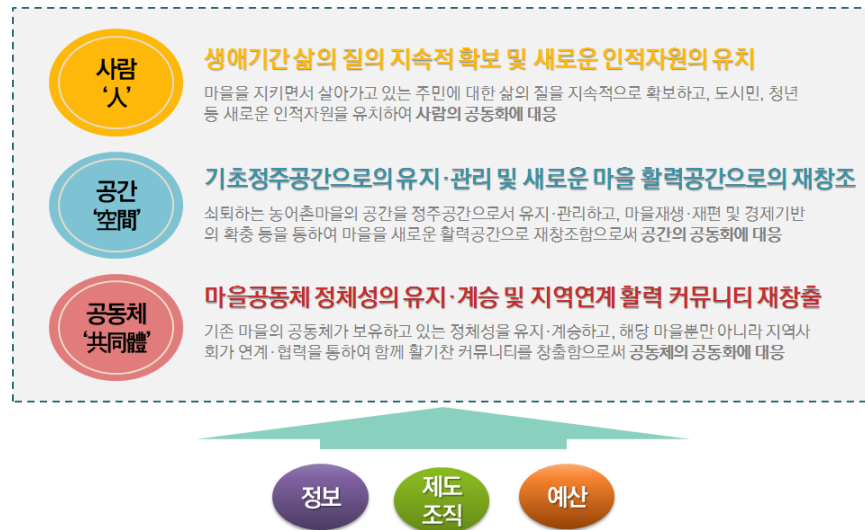 사람
‘人’
생애기간 삶의 질의 지속적 확보 및 새로운 인적자원의 유치
마을을 지키면서 살아가고 있는 주민에 대한 삶의 질을 지속적으로 확보하고, 도시민, 청년
등 새로운 인적자원을 유치하여 사람의 공동화에 대응
공간
‘空間’
기초정주공간으로의 유지·관리 및 새로운 마을 활력공간으로의 재창조
쇠퇴하는 농어촌마을의 공간을 정주공간으로서 유지·관리하고, 마을재생·재편 및 경제기반
의 확충 등을 통하여 마을을 새로운 활력공간으로 재창조함으로써 공간의 공동화에 대응
공동체
‘共同體’
마을공동체 정체성의 유지·계승 및 지역연계 활력 커뮤니티 재창출
기존 마을의 공동체가 보유하고 있는 정체성을 유지·계승하고, 해당 마을뿐만 아니라 지역사
회가 연계·협력을 통하여 함께 활기찬 커뮤니티를 창출함으로써 공동체의 공동화에 대응
정보
제도
조직
예산